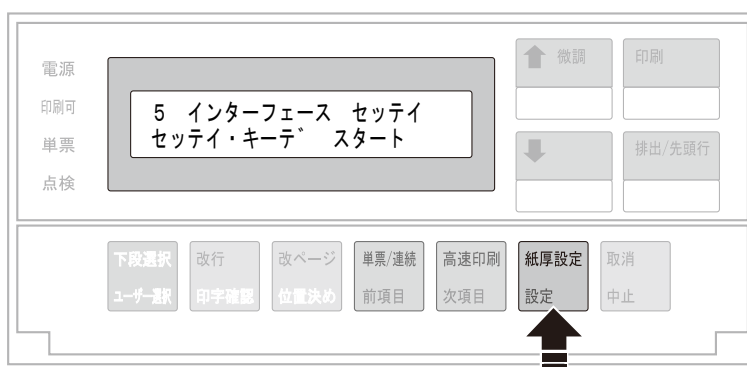 電源
印刷可
単票
点検
5 インターフェース セッテイ
セッテイ・キーデ スタート
微調
印刷
排出/先頭行
下段選択
ユーザー選択
改行
印字確認
改ページ
位置決め
単票/連続
前項目
高速印刷
次項目
紙厚設定
設定
取消
中止